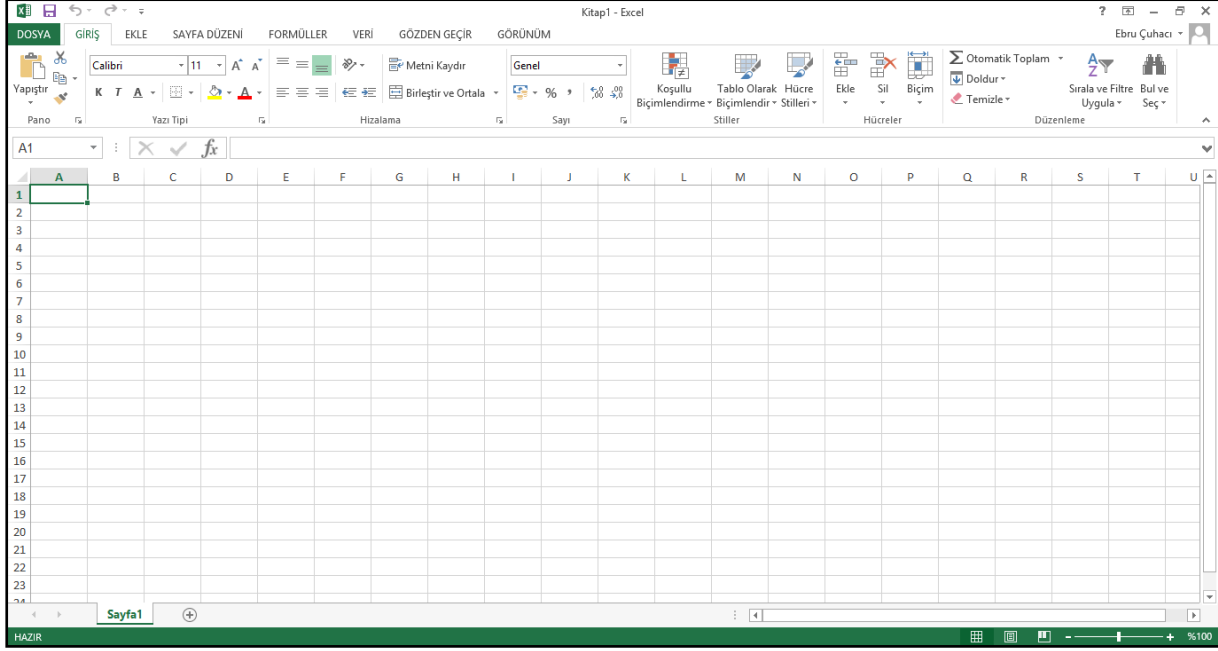 Kitap1 - Excel
?
DOSYA GİRİŞ EKLE SAYFA DÜZENİ FORMÜLLER VERİ GÖZDEN GEÇİR GÖRÜNÜM Ebru Çuhacı
Calibri 11 A A Metni Kaydır Genel Otomatik Toplam
Doldur
Yapıştır K T A A Birleştir ve Ortala % Koşullu Biçimlendirme Tablo Olarak Biçimlendir Hücre Stilleri Ekle Sil Biçim Temizle Sırala ve Filtre Uygula Bul ve Seç
Pano Yazı Tipi Hizalama Sayı Stiller Hücreler Düzenleme
A1 fx
A B C D E F G H I J K L M N O P Q R S T U
1
2
3
4
5
6
7
8
9
10
11
12
13
14
15
16
17
18
19
20
21
22
23
24
Sayfa1
HAZIR %100